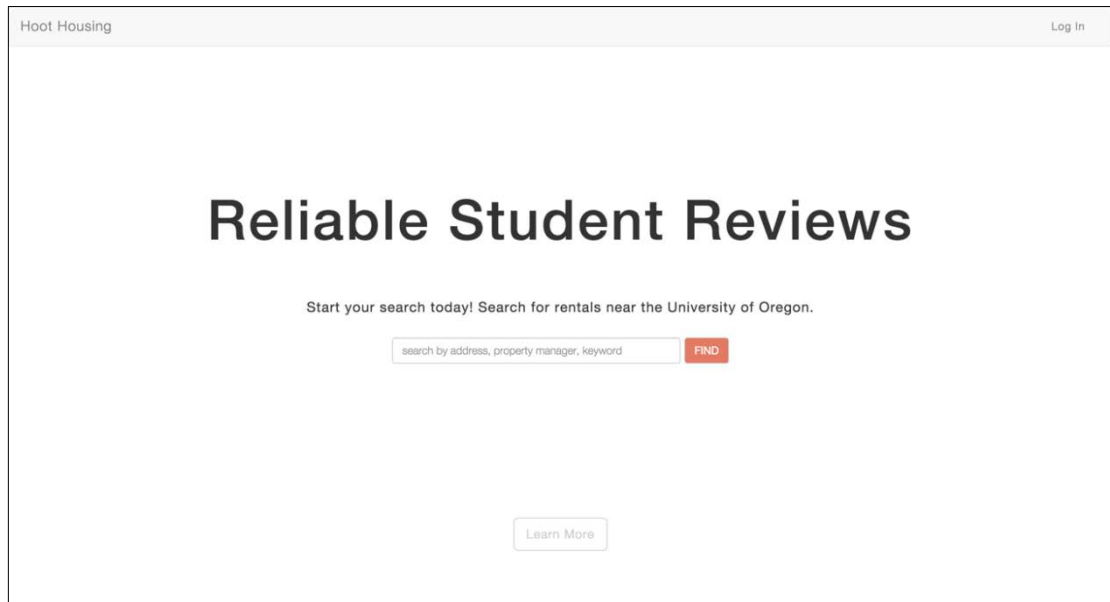 Hoot Housing
Log In
Reliable Student Reviews
Start your search today! Search for rentals near the University of Oregon.
search by address, property manager, keyword
FIND
Learn More